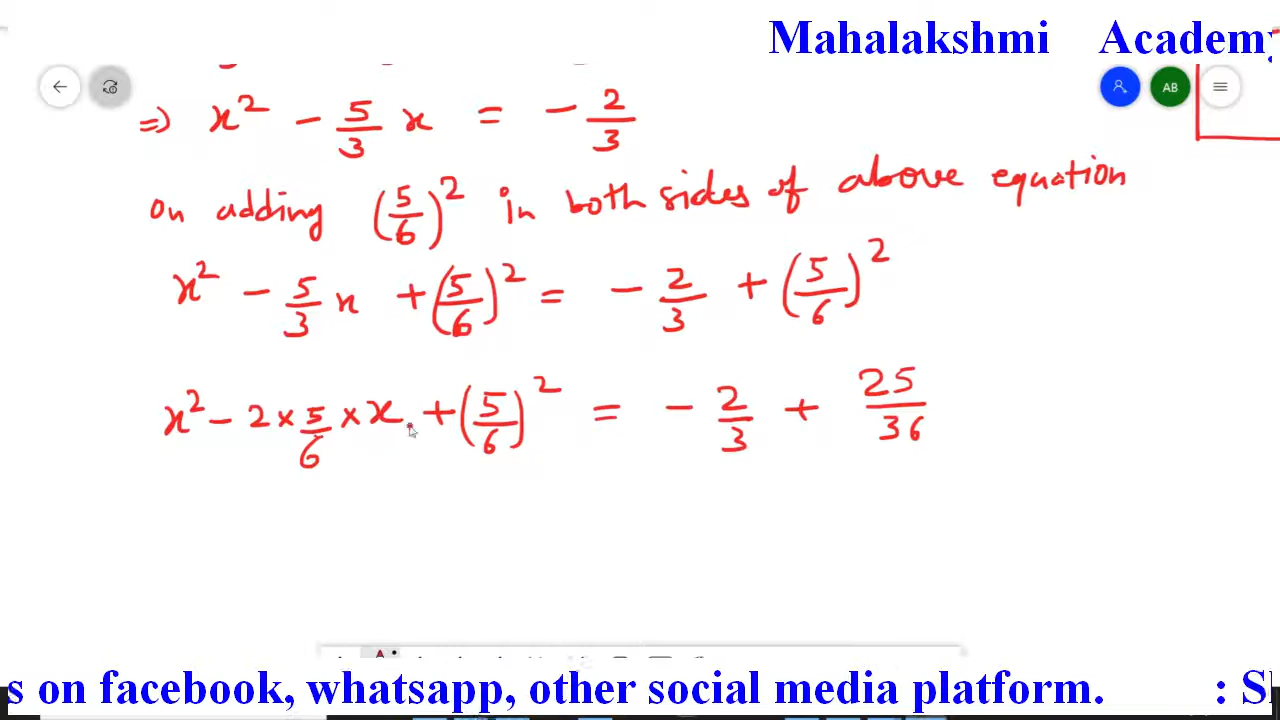 Mahalakshmi Academy
AB
=> x² - 5/3 x = - 2/3
on adding (5/6)² in both sides of above equation
x² - 5/3 x + (5/6)² = - 2/3 + (5/6)²
x² - 2 × 5/6 × x + (5/6)² = - 2/3 + 25/36
s on facebook, whatsapp, other social media platform. : S